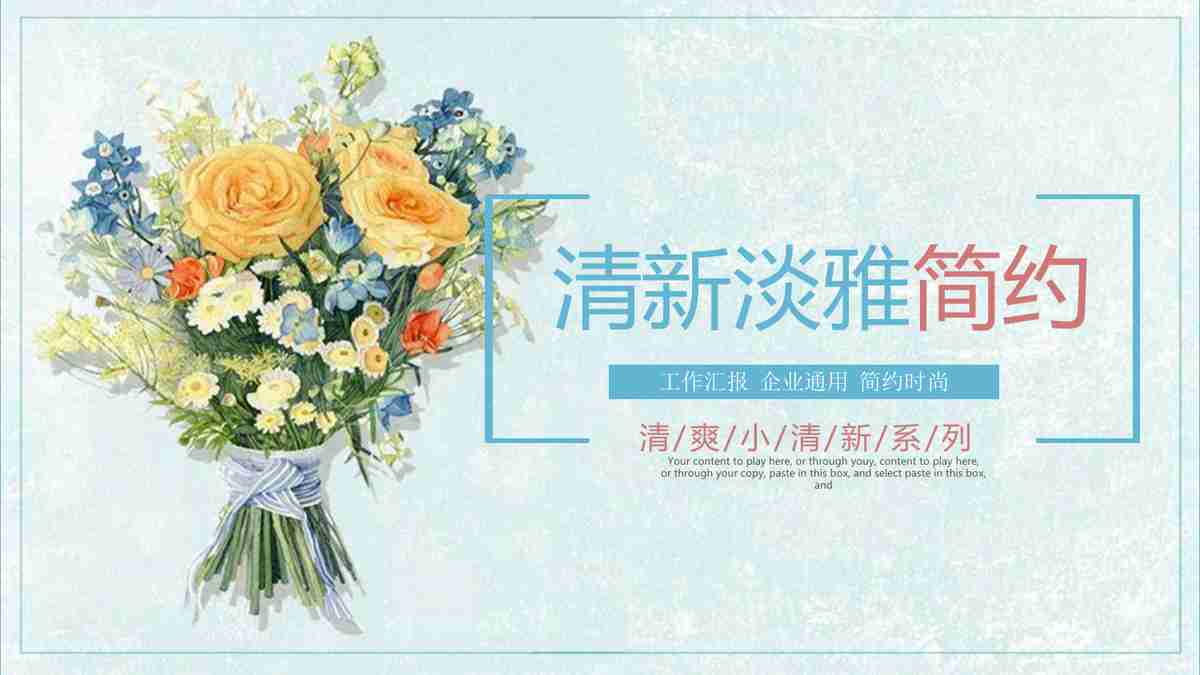 清新淡雅简约
工作汇报 企业通用 简约时尚
清/爽/小/清/新/系/列
Your content to play here, or through youy, content to play here,
or through your copy, paste in this box, and select paste in this box,
and